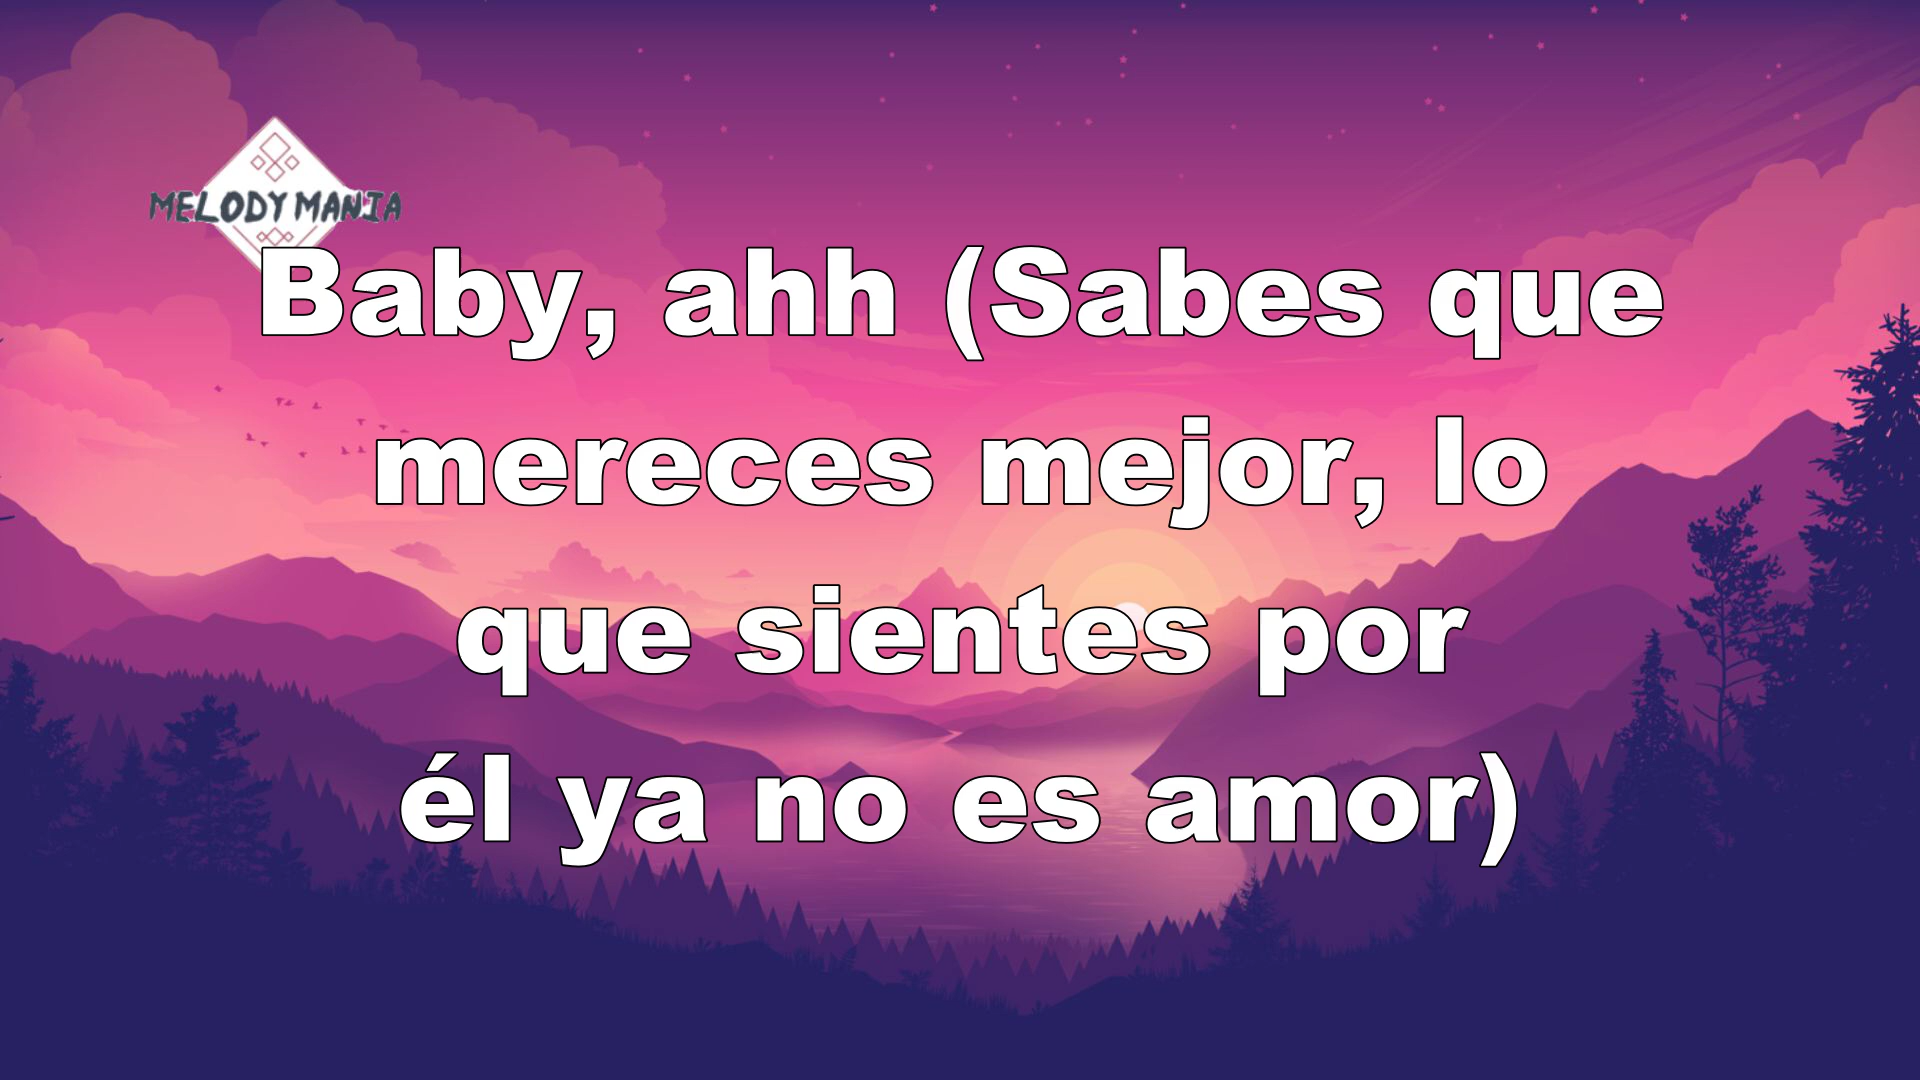 MELODY MANIA
Baby, ahh (Sabes que
mereces mejor, lo
que sientes por
él ya no es amor)